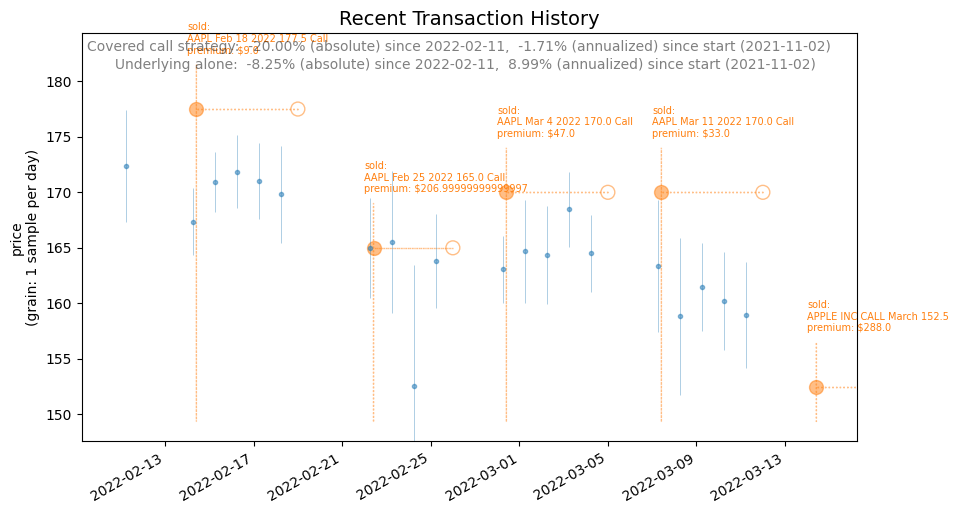 Recent Transaction History
sold:
AAPL Feb 18 2022 177.5 Call
premium: $9.0
Covered call strategy:  -20.00% (absolute) since 2022-02-11,  -1.71% (annualized) since start (2021-11-02)
Underlying alone:  -8.25% (absolute) since 2022-02-11,  8.99% (annualized) since start (2021-11-02)
sold:
AAPL Mar 4 2022 170.0 Call
premium: $47.0
sold:
AAPL Mar 11 2022 170.0 Call
premium: $33.0
sold:
AAPL Feb 25 2022 165.0 Call
premium: $206.99999999999997
sold:
APPLE INC CALL March 152.5
premium: $288.0
price
(grain: 1 sample per day)
180
175
170
165
160
155
150
2022-02-13
2022-02-17
2022-02-21
2022-02-25
2022-03-01
2022-03-05
2022-03-09
2022-03-13